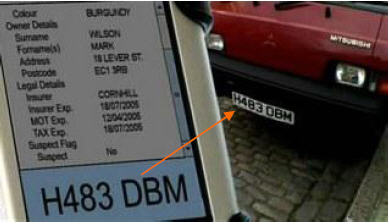 Colour BURGUNDY
Owner Details
Surname WILSON
Forname(s) MARK
Address 18 LEVER ST.
Postcode EC1 3RB
Legal Details
Insurer CORNHILL
Insurer Exp. 18/07/2005
MOT Exp. 12/04/2005
TAX Exp. 18/07/2005
Suspect Flag
Suspect No
H483 DBM
MITSUBISHI
H483 DBM